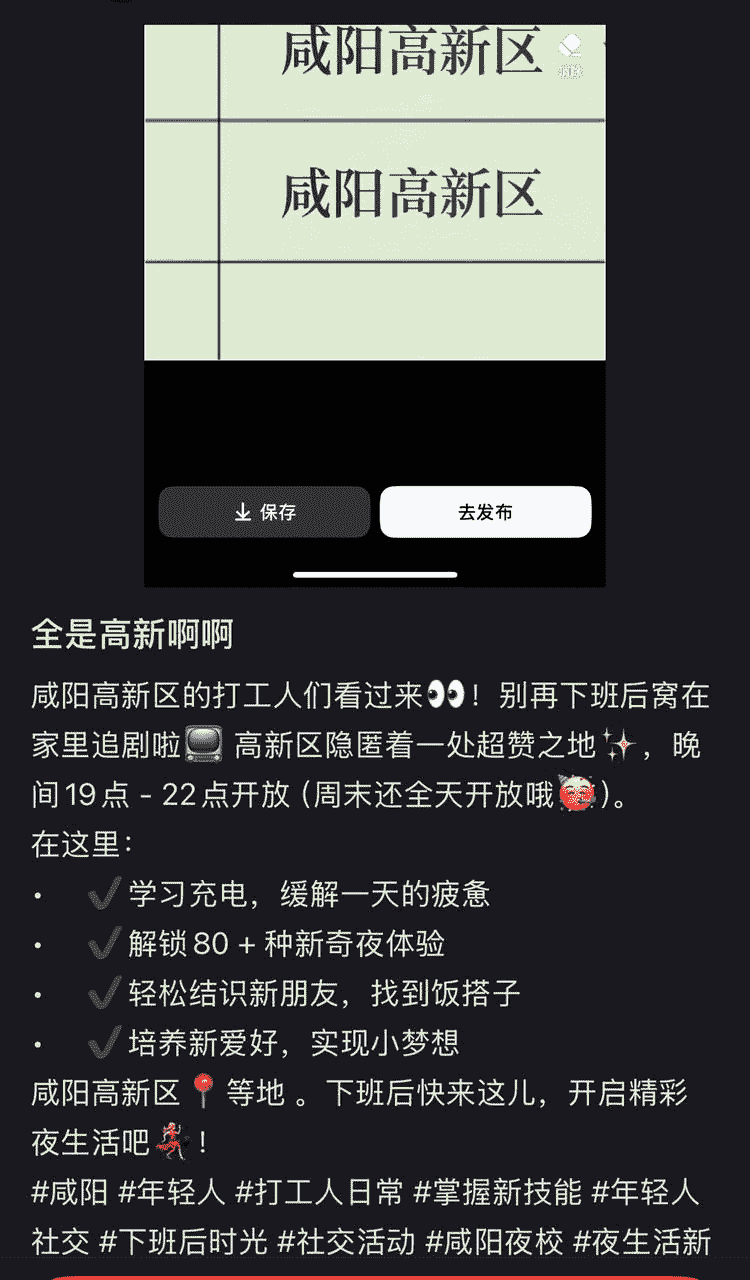 咸阳高新区
消除
咸阳高新区
保存
去发布
全是高新啊啊
咸阳高新区的打工人们看过来👀！别再下班后窝在
家里追剧啦📺 高新区隐匿着一处超赞之地✨，晚
间19点 - 22点开放（周末还全天开放哦🥳）。
在这里：
• ✔️学习充电，缓解一天的疲惫
• ✔️解锁80 + 种新奇夜体验
• ✔️轻松结识新朋友，找到饭搭子
• ✔️培养新爱好，实现小梦想
咸阳高新区📍等地 。下班后快来这儿，开启精彩
夜生活吧💃！
#咸阳 #年轻人 #打工人日常 #掌握新技能 #年轻人
社交 #下班后时光 #社交活动 #咸阳夜校 #夜生活新